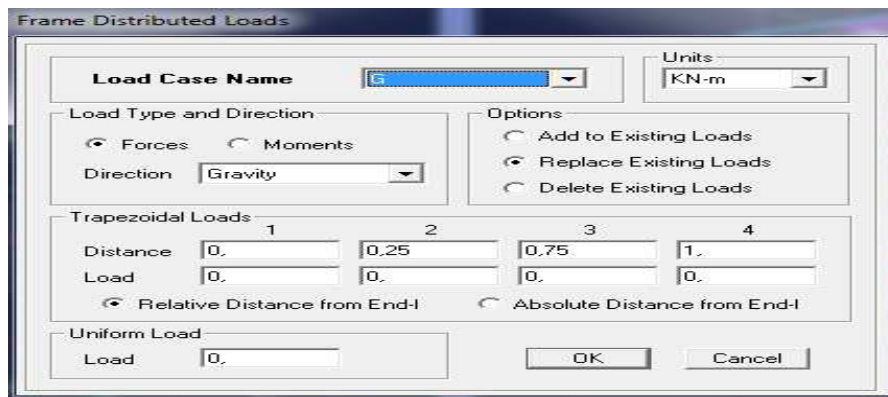 Frame Distributed Loads
Units
Load Case Name G KN-m
Load Type and Direction Options
Forces Moments Add to Existing Loads
Direction Gravity Replace Existing Loads
Delete Existing Loads
Trapezoidal Loads
1 2 3 4
Distance 0, 0,25 0,75 1,
Load 0, 0, 0, 0,
Relative Distance from End-I Absolute Distance from End-I
Uniform Load
Load 0, OK Cancel